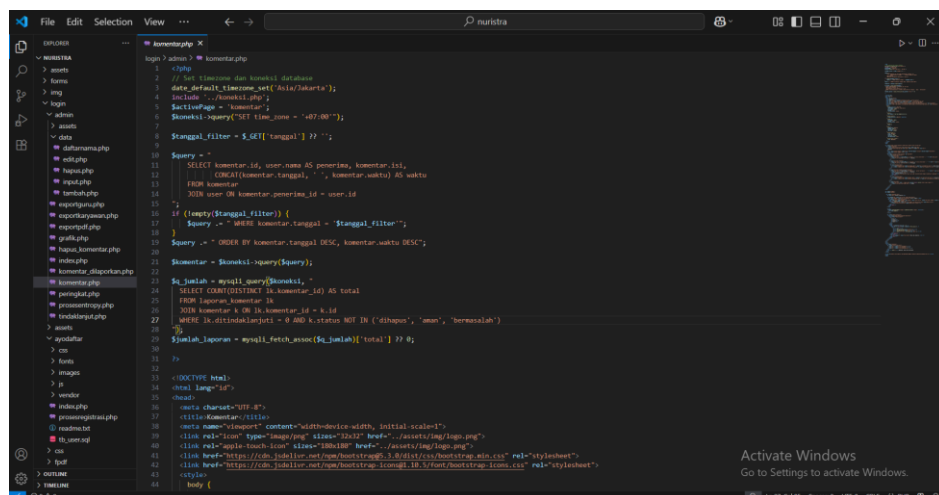 File Edit Selection View ··· ← → nuristra
EXPLORER ···
NURISTRA
assets
forms
img
login
admin
assets
data
daftarnama.php
edit.php
hapus.php
input.php
tambah.php
exportguru.php
exportkaryawan.php
exportpdf.php
grafik.php
hapus_komentar.php
index.php
komentar_dilaporkan.php
komentar.php
peringkat.php
prosesentropy.php
tindaklanjut.php
assets
ayodaftar
css
fonts
images
js
vendor
index.php
prosesregistrasi.php
readme.txt
tb_user.sql
css
fpdf
OUTLINE
TIMELINE
komentar.php ×
login > admin > komentar.php
1 <?php
2 // Set timezone dan koneksi database
3 date_default_timezone_set('Asia/Jakarta');
4 include '../koneksi.php';
5 $activePage = 'komentar';
6 $koneksi->query("SET time_zone = '+07:00'");
7
8 $tanggal_filter = $_GET['tanggal'] ?? '';
9
10 $query = "
11 SELECT komentar.id, user.nama AS penerima, komentar.isi,
12 CONCAT(komentar.tanggal, ' ', komentar.waktu) AS waktu
13 FROM komentar
14 JOIN user ON komentar.penerima_id = user.id
15 ";
16 if (!empty($tanggal_filter)) {
17 $query .= " WHERE komentar.tanggal = '$tanggal_filter'";
18 }
19 $query .= " ORDER BY komentar.tanggal DESC, komentar.waktu DESC";
20
21 $komentar = $koneksi->query($query);
22
23 $q_jumlah = mysqli_query($koneksi, "
24 SELECT COUNT(DISTINCT lk.komentar_id) AS total
25 FROM laporan_komentar lk
26 JOIN komentar k ON lk.komentar_id = k.id
27 WHERE lk.ditindaklanjuti = 0 AND k.status NOT IN ('dihapus', 'aman', 'bermasalah')
28 ");
29 $jumlah_laporan = mysqli_fetch_assoc($q_jumlah)['total'] ?? 0;
30
31 ?>
32
33 <!DOCTYPE html>
34 <html lang="id">
35 <head>
36 <meta charset="UTF-8">
37 <title>Komentar</title>
38 <meta name="viewport" content="width=device-width, initial-scale=1">
39 <link rel="icon" type="image/png" sizes="32x32" href="../assets/img/logo.png">
40 <link rel="apple-touch-icon" sizes="180x180" href="../assets/img/logo.png">
41 <link href="https://cdn.jsdelivr.net/npm/bootstrap@5.3.0/dist/css/bootstrap.min.css" rel="stylesheet">
42 <link href="https://cdn.jsdelivr.net/npm/bootstrap-icons@1.10.5/font/bootstrap-icons.css" rel="stylesheet">
43 <style>
44 body {
Activate Windows
Go to Settings to activate Windows.